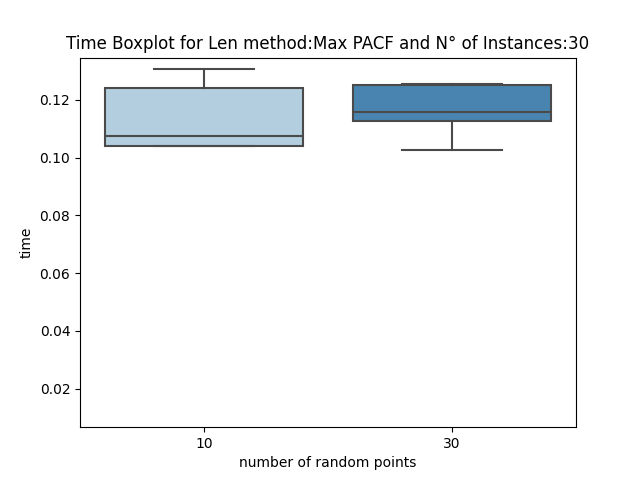 Time Boxplot for Len method:Max PACF and N° of Instances:30
0.12
0.10
0.08
0.06
0.04
0.02
time
10 30
number of random points